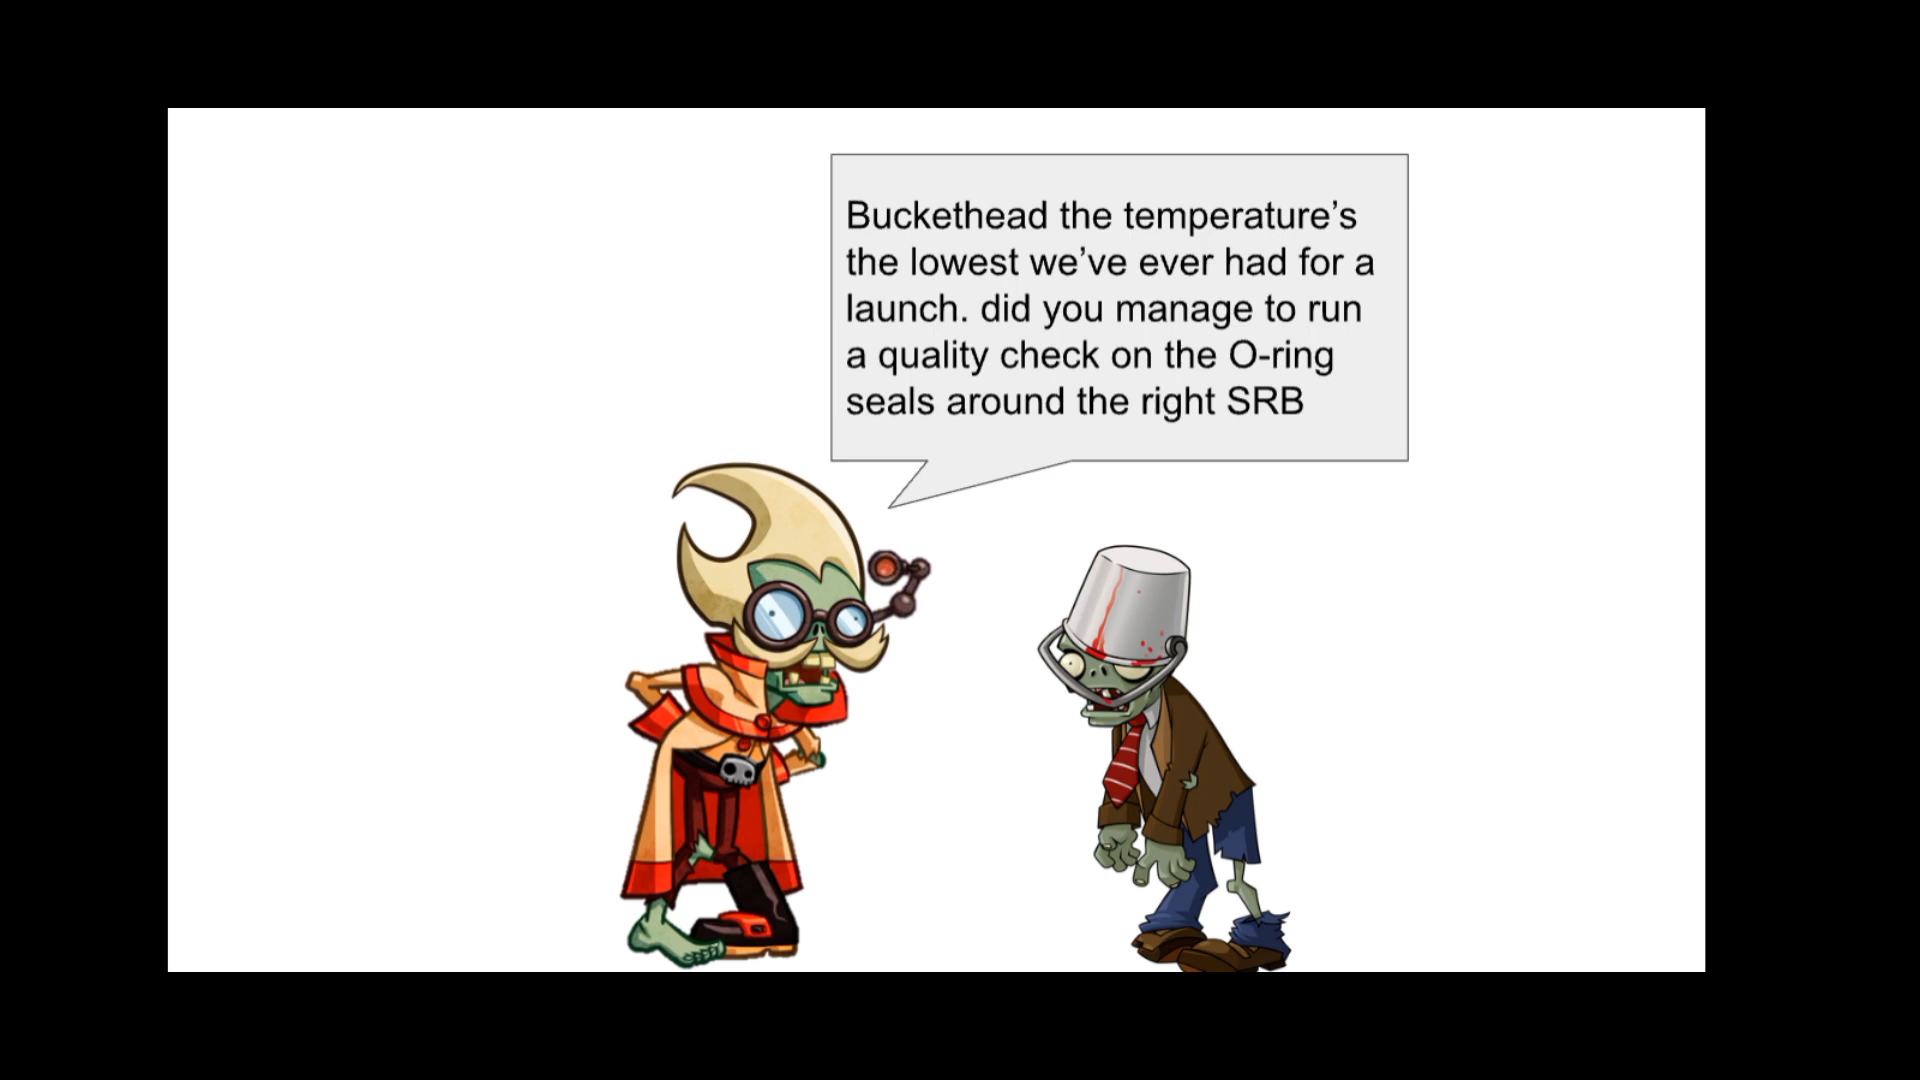 Buckethead the temperature’s
the lowest we’ve ever had for a
launch. did you manage to run
a quality check on the O-ring
seals around the right SRB